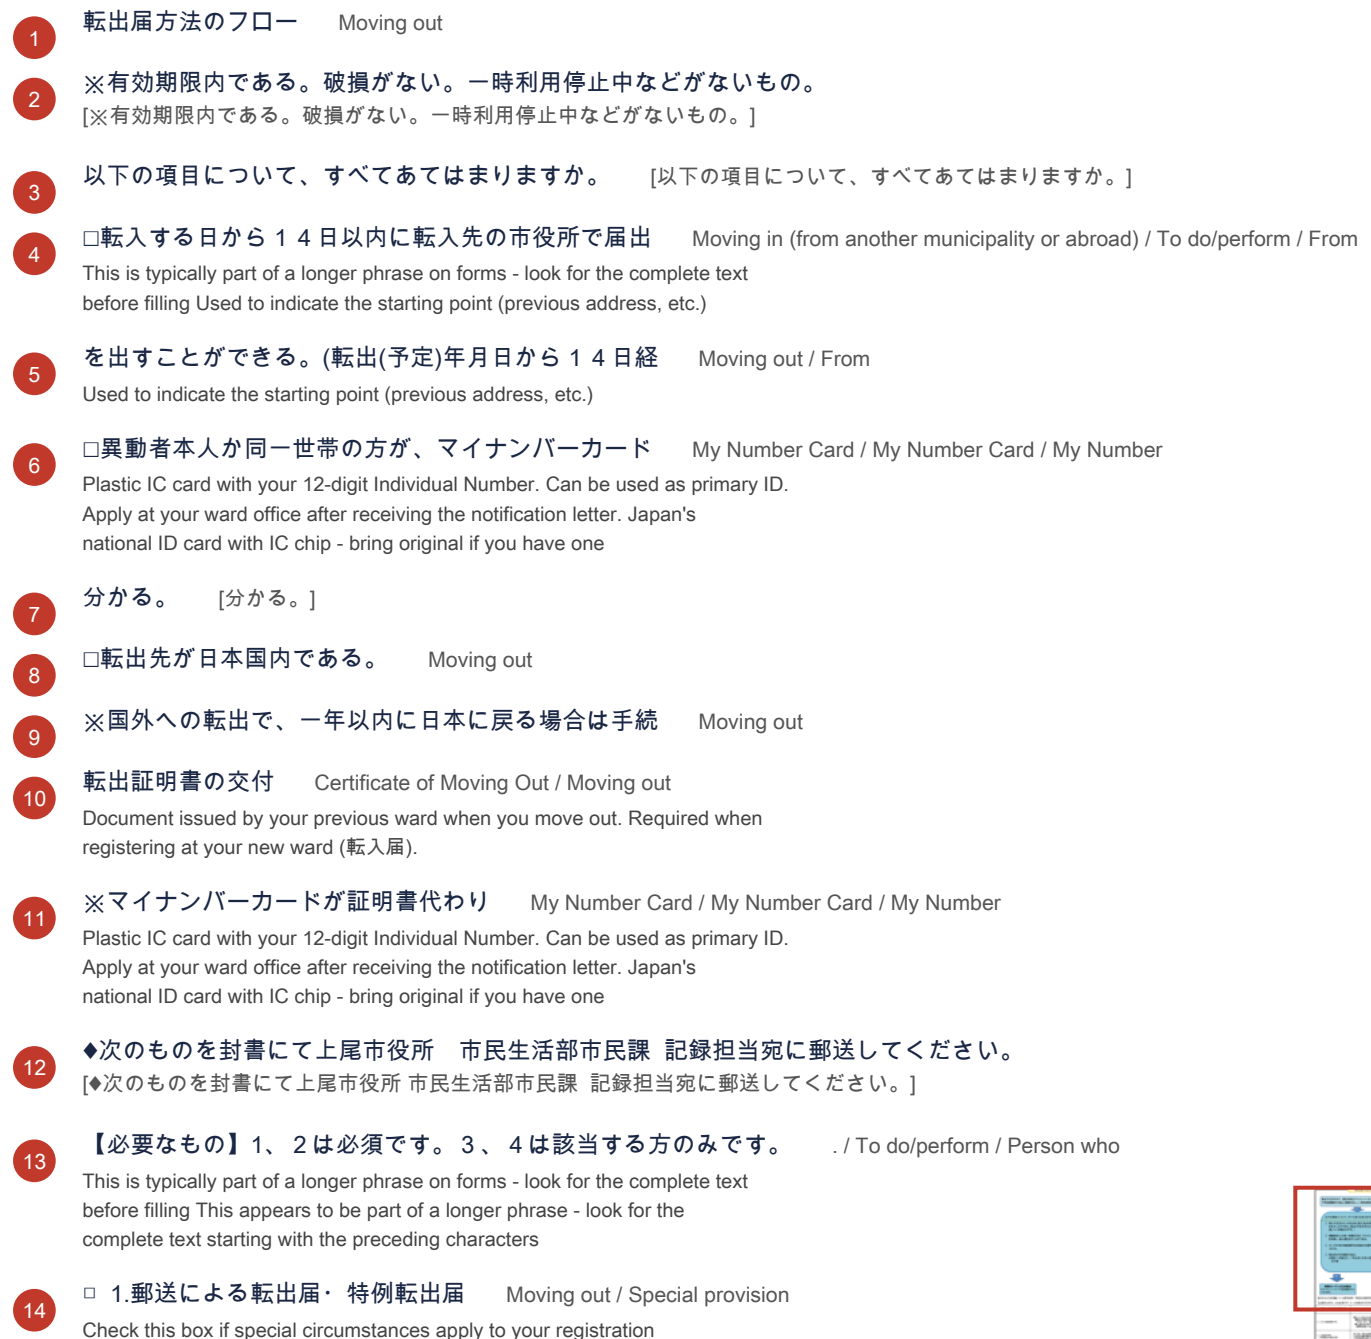 1 転出届方法のフロー Moving out
2 ※有効期限内である。破損がない。一時利用停止中などがないもの。
[※有効期限内である。破損がない。一時利用停止中などがないもの。]
3 以下の項目について、すべてあてはまりますか。 [以下の項目について、すべてあてはまりますか。]
4 □転入する日から１４日以内に転入先の市役所で届出 Moving in (from another municipality or abroad) / To do/perform / From
This is typically part of a longer phrase on forms - look for the complete text
before filling Used to indicate the starting point (previous address, etc.)
5 を出すことができる。(転出(予定)年月日から１４日経 Moving out / From
Used to indicate the starting point (previous address, etc.)
6 □異動者本人か同一世帯の方が、マイナンバーカード My Number Card / My Number Card / My Number
Plastic IC card with your 12-digit Individual Number. Can be used as primary ID.
Apply at your ward office after receiving the notification letter. Japan's
national ID card with IC chip - bring original if you have one
7 分かる。 [分かる。]
8 □転出先が日本国内である。 Moving out
9 ※国外への転出で、一年以内に日本に戻る場合は手続 Moving out
10 転出証明書の交付 Certificate of Moving Out / Moving out
Document issued by your previous ward when you move out. Required when
registering at your new ward (転入届).
11 ※マイナンバーカードが証明書代わり My Number Card / My Number Card / My Number
Plastic IC card with your 12-digit Individual Number. Can be used as primary ID.
Apply at your ward office after receiving the notification letter. Japan's
national ID card with IC chip - bring original if you have one
12 ♦次のものを封書にて上尾市役所 市民生活部市民課 記録担当宛に郵送してください。
[♦次のものを封書にて上尾市役所 市民生活部市民課 記録担当宛に郵送してください。]
13 【必要なもの】1、２は必須です。３、４は該当する方のみです。 . / To do/perform / Person who
This is typically part of a longer phrase on forms - look for the complete text
before filling This appears to be part of a longer phrase - look for the
complete text starting with the preceding characters
14 □ 1.郵送による転出届・特例転出届 Moving out / Special provision
Check this box if special circumstances apply to your registration